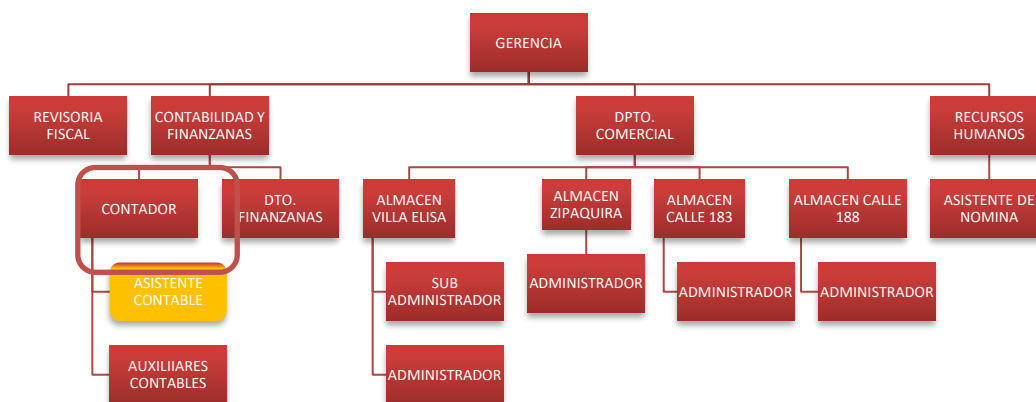 GERENCIA
REVISORIA
FISCAL
CONTABILIDAD Y
FINANZANAS
DPTO.
COMERCIAL
RECURSOS
HUMANOS
CONTADOR
DTO.
FINANZANAS
ALMACEN
VILLA ELISA
ALMACEN
ZIPAQUIRA
ALMACEN
CALLE 183
ALMACEN CALLE
188
ASISTENTE DE
NOMINA
ASISTENTE
CONTABLE
SUB
ADMINISTRADOR
ADMINISTRADOR
ADMINISTRADOR
ADMINISTRADOR
AUXILIIARES
CONTABLES
ADMINISTRADOR